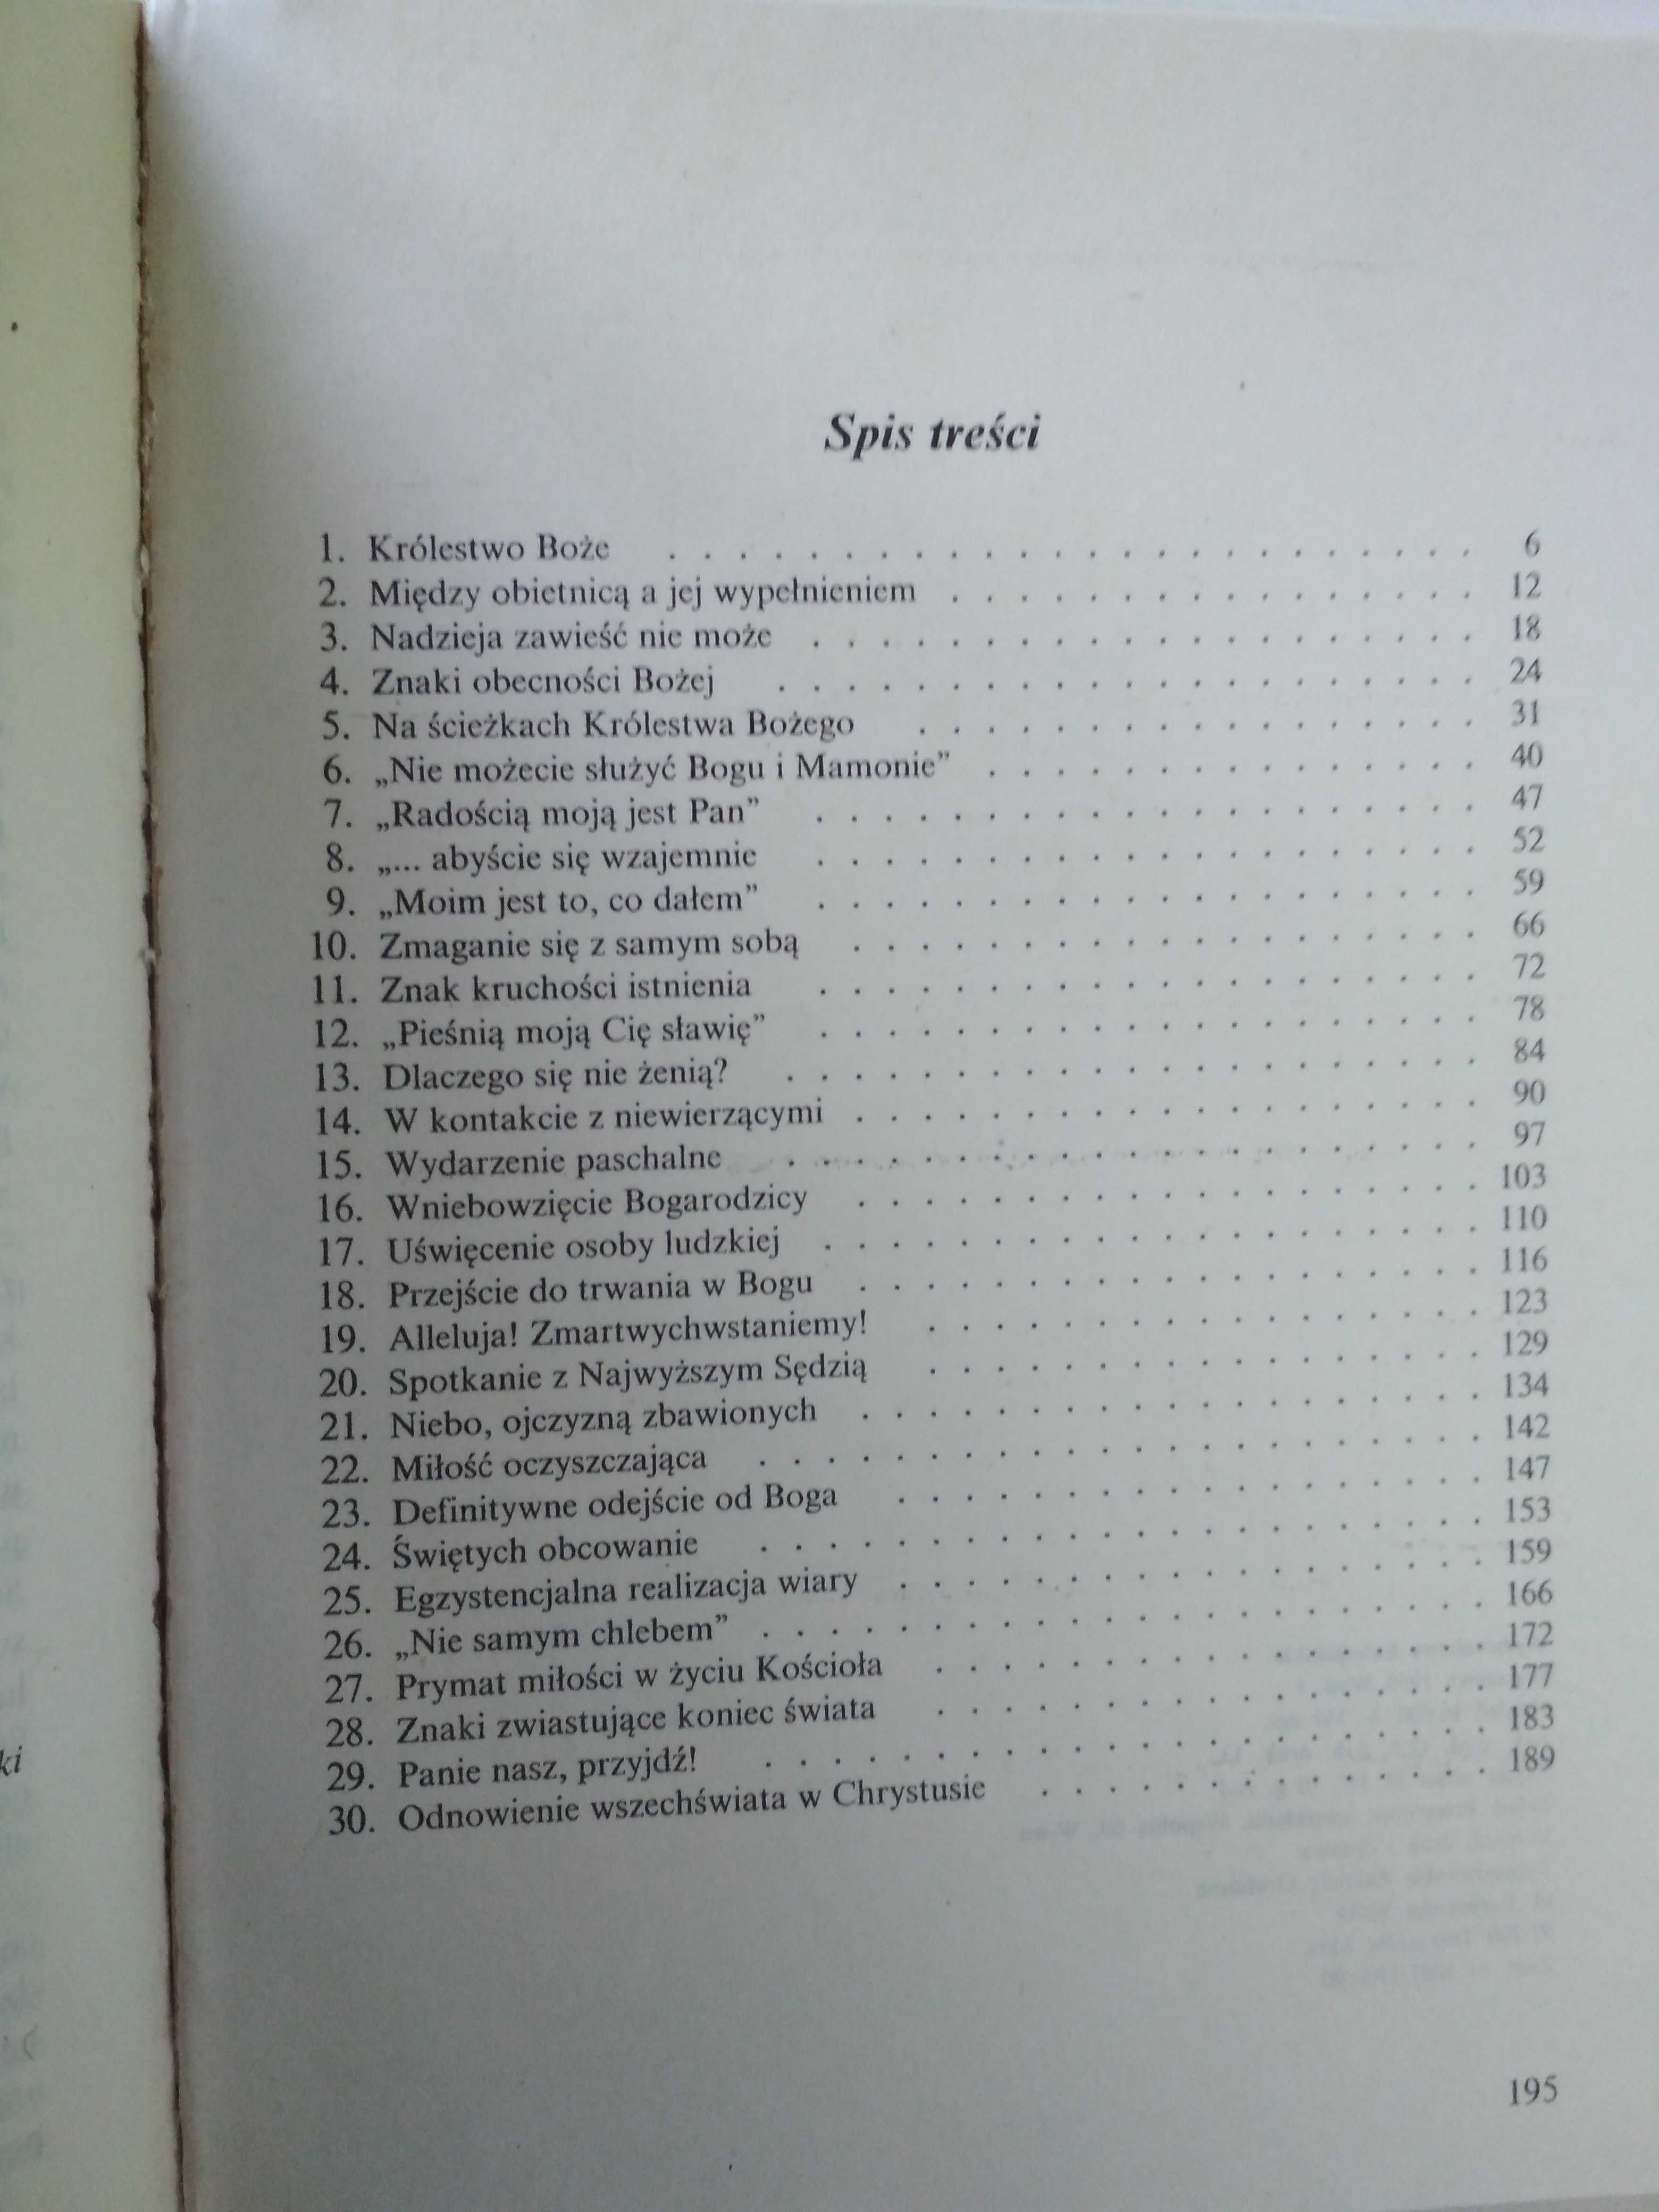 Spis treści
1. Królestwo Boże . . . . . . . . . . . . . . . . . . . . . . . . 6
2. Między obietnicą a jej wypełnieniem . . . . . . . . . . . . . . . . 12
3. Nadzieja zawieść nie może . . . . . . . . . . . . . . . . . . . . 18
4. Znaki obecności Bożej . . . . . . . . . . . . . . . . . . . . . 24
5. Na ścieżkach Królestwa Bożego . . . . . . . . . . . . . . . . . 31
6. „Nie możecie służyć Bogu i Mamonie” . . . . . . . . . . . . . . . 40
7. „Radością moją jest Pan” . . . . . . . . . . . . . . . . . . . . 47
8. „... abyście się wzajemnie . . . . . . . . . . . . . . . . . . . . 52
9. „Moim jest to, co dałem” . . . . . . . . . . . . . . . . . . . . 59
10. Zmaganie się z samym sobą . . . . . . . . . . . . . . . . . . . 66
11. Znak kruchości istnienia . . . . . . . . . . . . . . . . . . . . 72
12. „Pieśnią moją Cię sławię” . . . . . . . . . . . . . . . . . . . . 78
13. Dlaczego się nie żenią? . . . . . . . . . . . . . . . . . . . . . 84
14. W kontakcie z niewierzącymi . . . . . . . . . . . . . . . . . . . 90
15. Wydarzenie paschalne . . . . . . . . . . . . . . . . . . . . . 97
16. Wniebowzięcie Bogarodzicy . . . . . . . . . . . . . . . . . . . 103
17. Uświęcenie osoby ludzkiej . . . . . . . . . . . . . . . . . . . . 110
18. Przejście do trwania w Bogu . . . . . . . . . . . . . . . . . . . 116
19. Alleluja! Zmartwychwstaniemy! . . . . . . . . . . . . . . . . . 123
20. Spotkanie z Najwyższym Sędzią . . . . . . . . . . . . . . . . . 129
21. Niebo, ojczyzną zbawionych . . . . . . . . . . . . . . . . . . . 134
22. Miłość oczyszczająca . . . . . . . . . . . . . . . . . . . . . . 142
23. Definitywne odejście od Boga . . . . . . . . . . . . . . . . . . 147
24. Świętych obcowanie . . . . . . . . . . . . . . . . . . . . . . 153
25. Egzystencjalna realizacja wiary . . . . . . . . . . . . . . . . . . 159
26. „Nie samym chlebem” . . . . . . . . . . . . . . . . . . . . . . 166
27. Prymat miłości w życiu Kościoła . . . . . . . . . . . . . . . . . 172
28. Znaki zwiastujące koniec świata . . . . . . . . . . . . . . . . . 177
29. Panie nasz, przyjdź! . . . . . . . . . . . . . . . . . . . . . . 183
30. Odnowienie wszechświata w Chrystusie . . . . . . . . . . . . . . 189
195